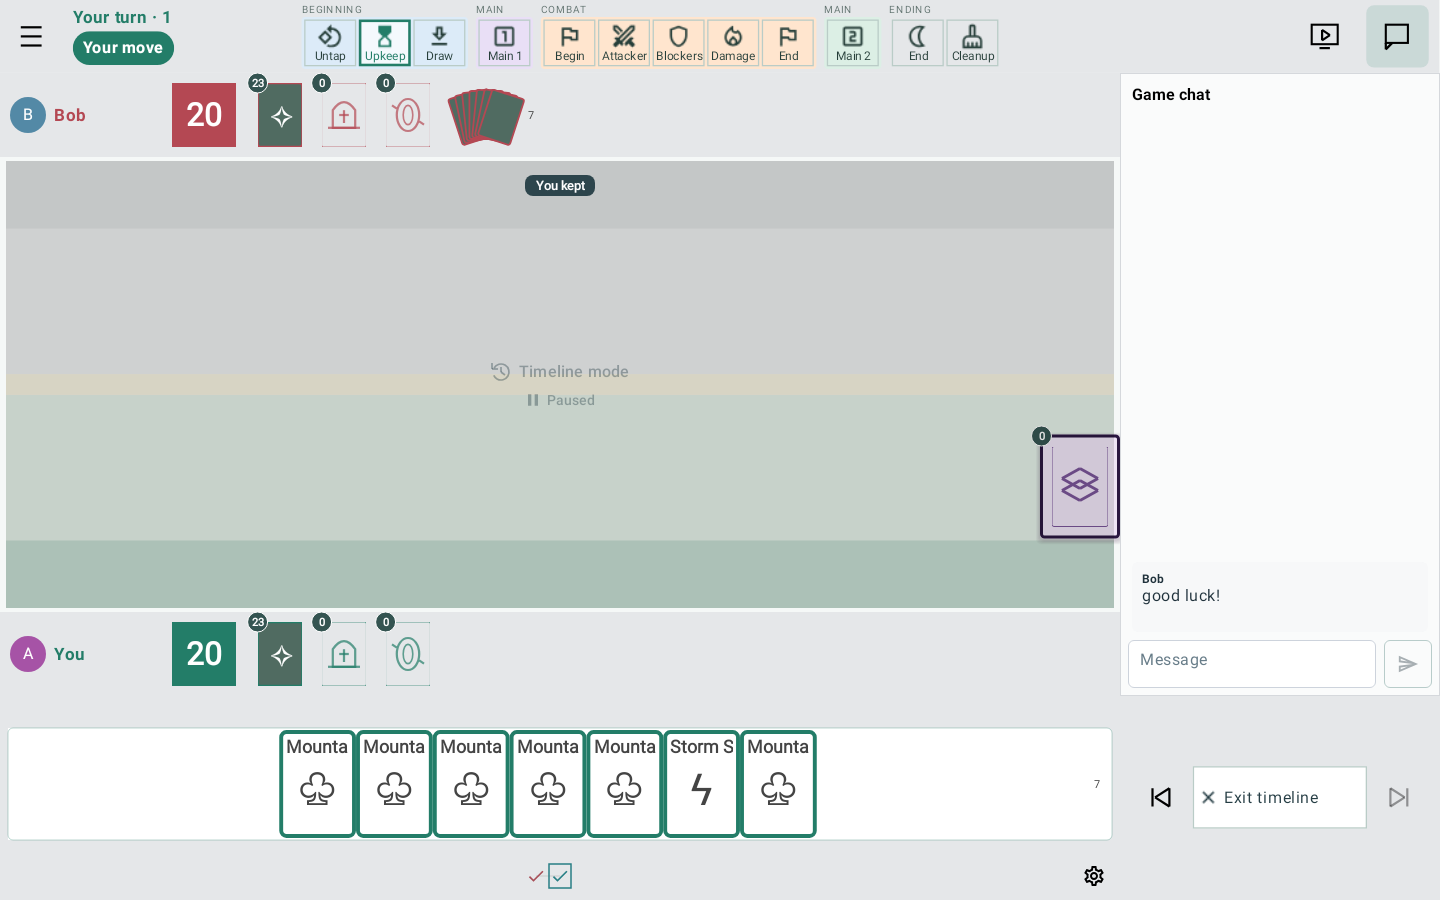 Your turn · 1
Your move
BEGINNING
Untap
Upkeep
Draw
MAIN
1
Main 1
COMBAT
Begin
Attacker
Blockers
Damage
End
MAIN
2
Main 2
ENDING
End
Cleanup
B
Bob
20
23
0
0
7
You kept
Timeline mode
Paused
0
Game chat
Bob
good luck!
Message
A
You
20
23
0
0
Mounta
Mounta
Mounta
Mounta
Mounta
Storm S
Mounta
7
Exit timeline